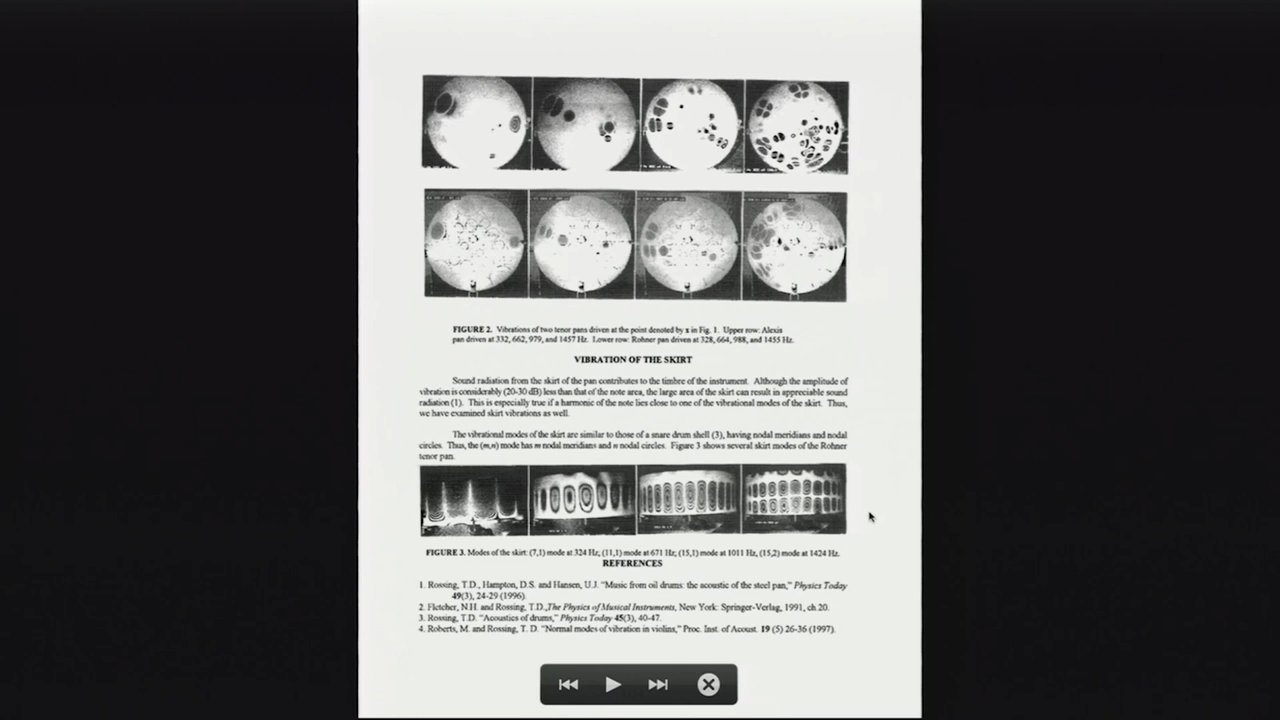 FIGURE 2. Vibrations of two tenor pans driven at the point denoted by x in Fig. 1. Upper row: Alexis
pan driven at 332, 662, 979, and 1457 Hz. Lower row: Rohner pan driven at 328, 664, 988, and 1455 Hz.
VIBRATION OF THE SKIRT
Sound radiation from the skirt of the pan contributes to the timbre of the instrument. Although the amplitude of
vibration is considerably (20-30 dB) less than that of the note area, the large area of the skirt can result in appreciable sound
radiation (1). This is especially true if a harmonic of the note lies close to one of the vibrational modes of the skirt. Thus,
we have examined skirt vibrations as well.
The vibrational modes of the skirt are similar to those of a snare drum shell (3), having nodal meridians and nodal
circles. Thus, the (m,n) mode has m nodal meridians and n nodal circles. Figure 3 shows several skirt modes of the Rohner
tenor pan.
FIGURE 3. Modes of the skirt: (7,1) mode at 324 Hz; (11,1) mode at 671 Hz; (15,1) mode at 1011 Hz, (15,2) mode at 1424 Hz.
REFERENCES
1. Rossing, T.D., Hampton, D.S. and Hansen, U.J. "Music from oil drums: the acoustic of the steel pan," Physics Today
49(3), 24-29 (1996).
2. Fletcher, N.H. and Rossing, T.D.,The Physics of Musical Instruments, New York: Springer-Verlag, 1991, ch.20.
3. Rossing, T.D. "Acoustics of drums," Physics Today 45(3), 40-47.
4. Roberts, M. and Rossing, T. D. "Normal modes of vibration in violins," Proc. Inst. of Acoust. 19 (5) 26-36 (1997).